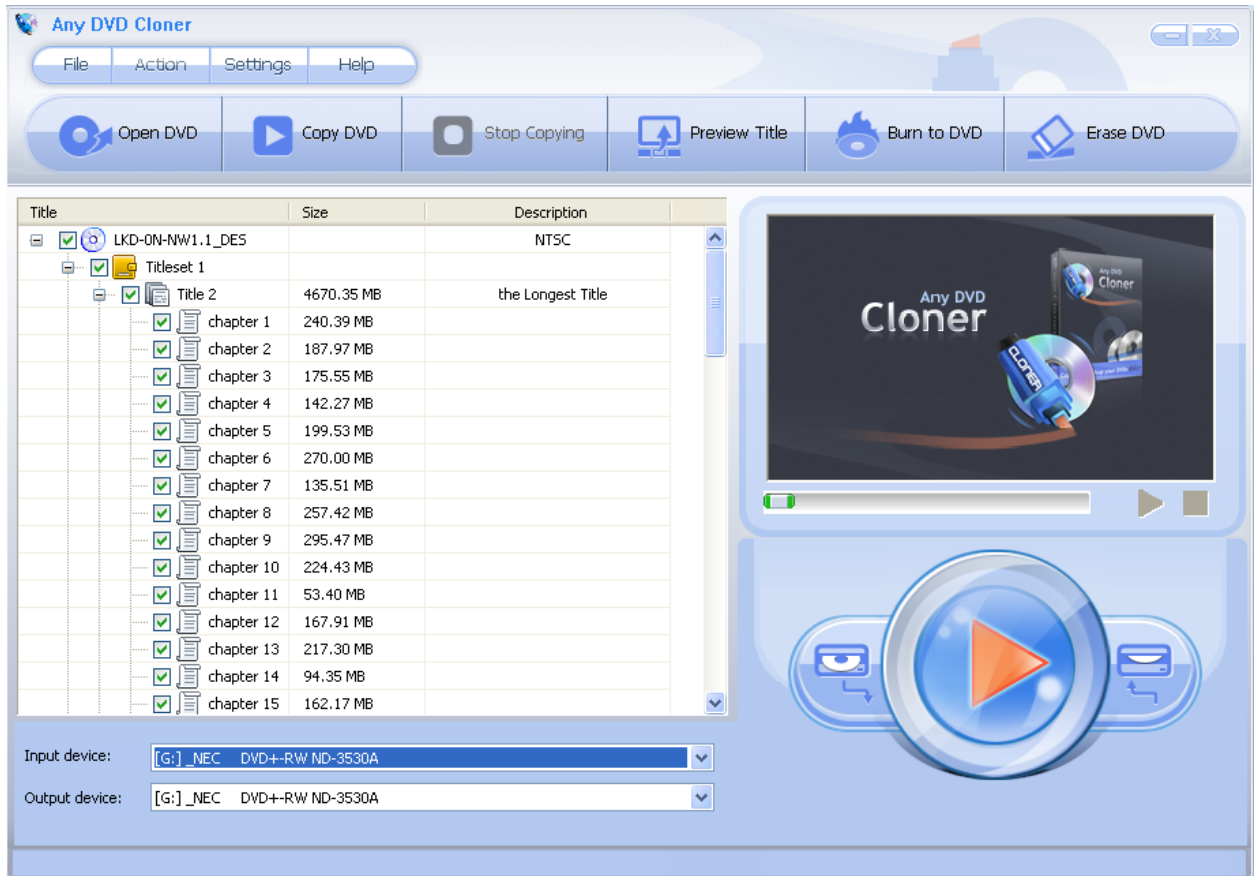 Any DVD Cloner
File Action Settings Help
Open DVD Copy DVD Stop Copying Preview Title Burn to DVD Erase DVD
Title Size Description
LKD-0N-NW1.1_DES NTSC
Titleset 1
Title 2 4670.35 MB the Longest Title
chapter 1 240.39 MB
chapter 2 187.97 MB
chapter 3 175.55 MB
chapter 4 142.27 MB
chapter 5 199.53 MB
chapter 6 270.00 MB
chapter 7 135.51 MB
chapter 8 257.42 MB
chapter 9 295.47 MB
chapter 10 224.43 MB
chapter 11 53.40 MB
chapter 12 167.91 MB
chapter 13 217.30 MB
chapter 14 94.35 MB
chapter 15 162.17 MB
Any DVD
Cloner
Any DVD
Cloner
CLONER
Input device: [G:] _NEC DVD+-RW ND-3530A
Output device: [G:] _NEC DVD+-RW ND-3530A